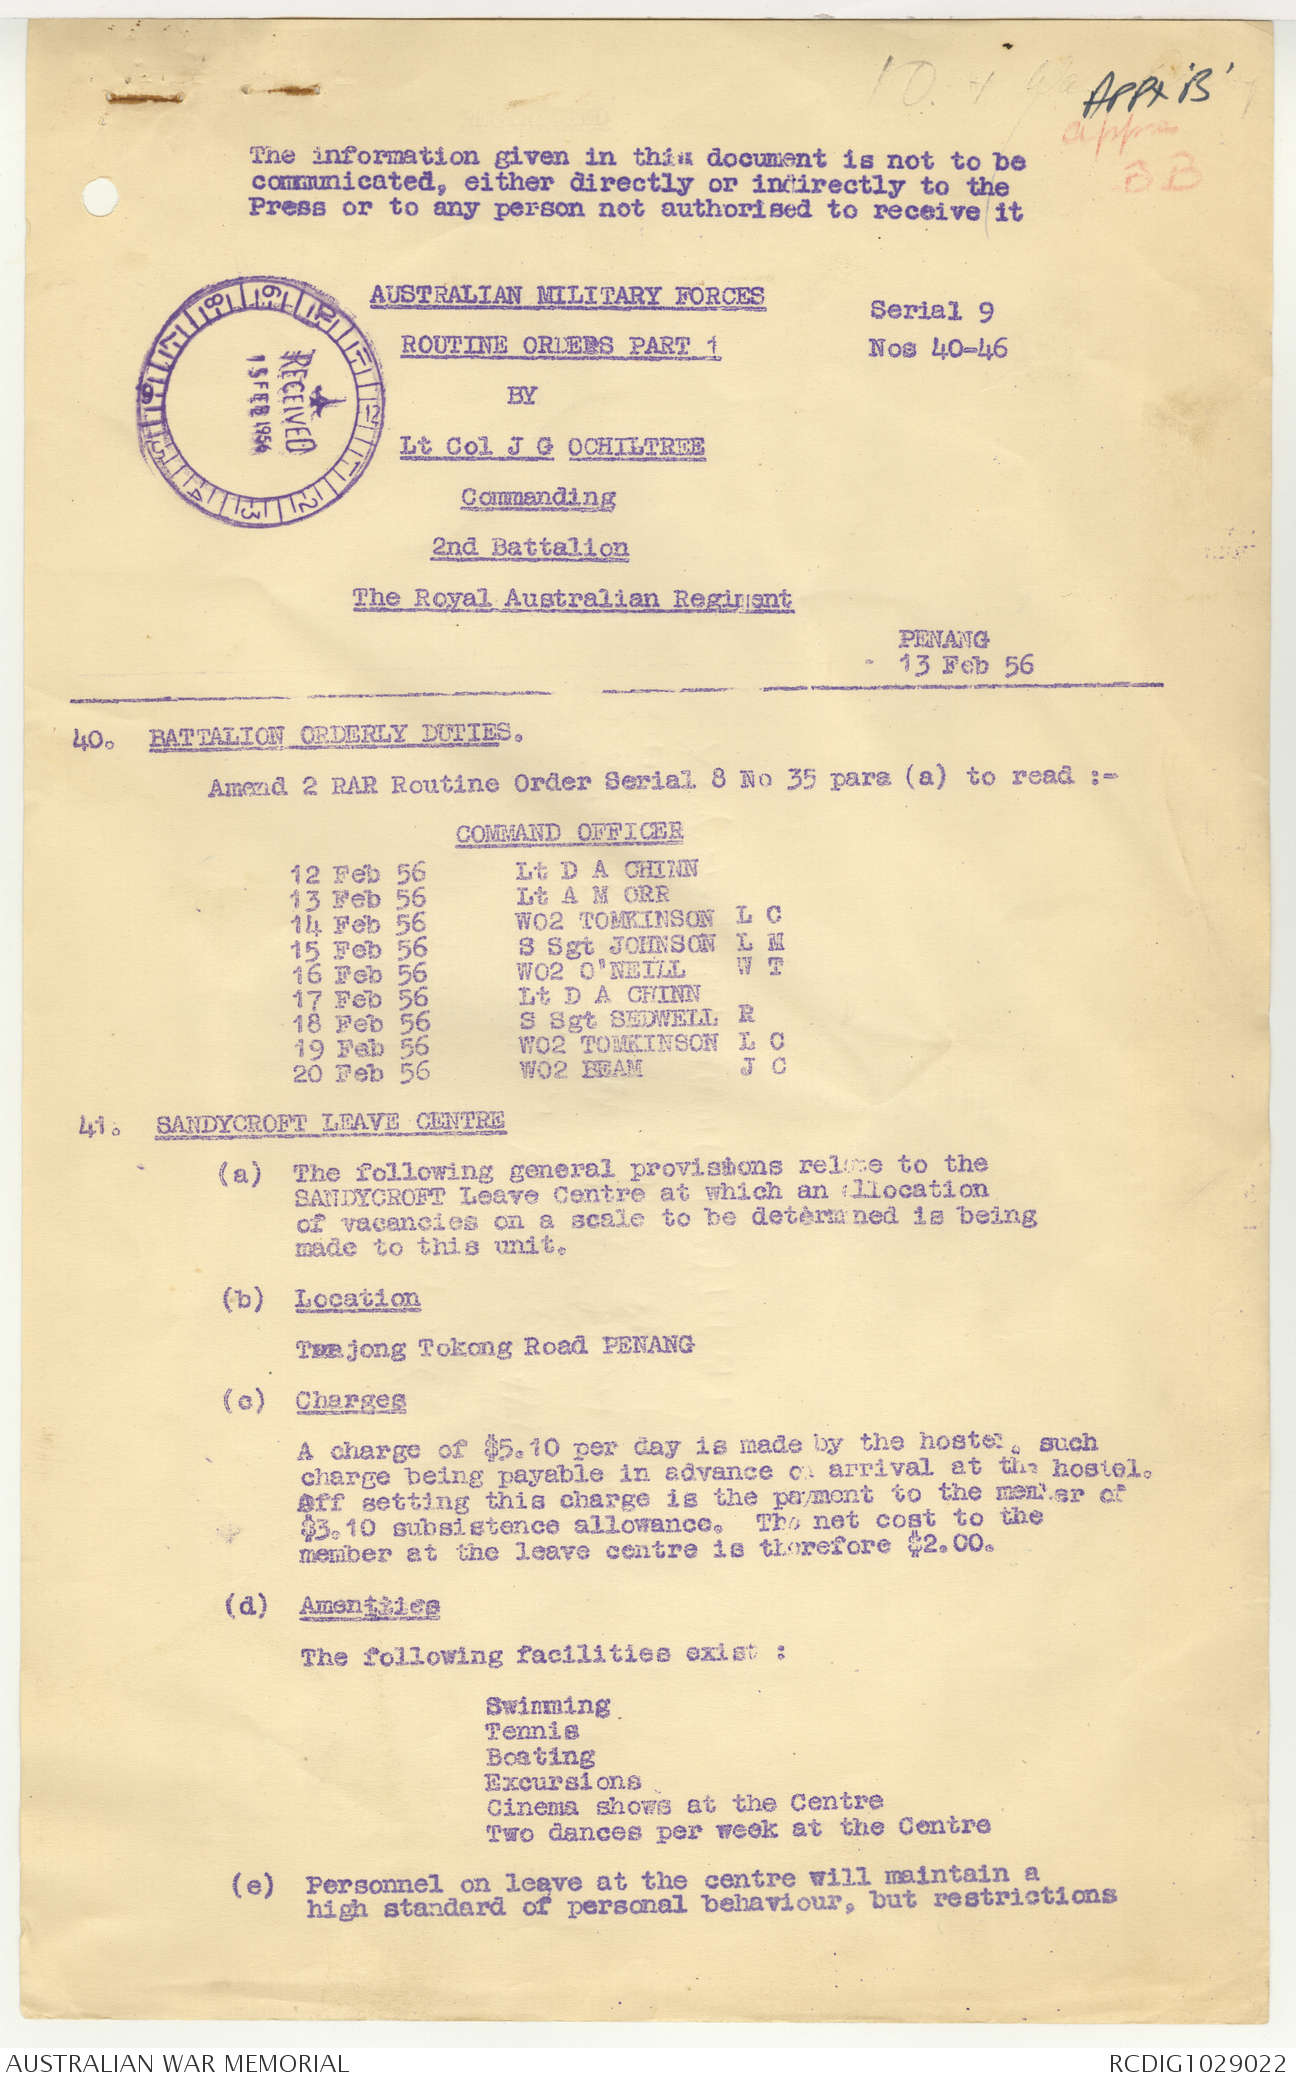 Appx 'B'
appx
BB
The information given in this document is not to be
communicated, either directly or indirectly to the
Press or to any person not authorised to receive it
AUSTRALIAN MILITARY FORCES
Serial 9
ROUTINE ORDERS PART 1
Nos 40-46
BY
Lt Col J G OCHILTREE
Commanding
2nd Battalion
The Royal Australian Regiment
RECEIVED
15 FEB 1956
PENANG
13 Feb 56
40. BATTALION ORDERLY DUTIES.
Amend 2 RAR Routine Order Serial 8 No 35 para (a) to read :-
COMMAND OFFICER
12 Feb 56 Lt D A CHINN
13 Feb 56 Lt A M ORR
14 Feb 56 WO2 TOMKINSON L C
15 Feb 56 S Sgt JOHNSON L M
16 Feb 56 WO2 O'NEILL W T
17 Feb 56 Lt D A CHINN
18 Feb 56 S Sgt SEDWELL R
19 Feb 56 WO2 TOMKINSON L C
20 Feb 56 WO2 BEAM J C
41. SANDYCROFT LEAVE CENTRE
(a) The following general provisions relate to the
SANDYCROFT Leave Centre at which an allocation
of vacancies on a scale to be determined is being
made to this unit.
(b) Location
Tanjong Tokong Road PENANG
(c) Charges
A charge of $5.10 per day is made by the hostel, such
charge being payable in advance on arrival at the hostel.
Off setting this charge is the payment to the member of
$3.10 subsistence allowance. The net cost to the
member at the leave centre is therefore $2.00.
(d) Amenities
The following facilities exist :
Swimming
Tennis
Boating
Excursions
Cinema shows at the Centre
Two dances per week at the Centre
(e) Personnel on leave at the centre will maintain a
high standard of personal behaviour, but restrictions
AUSTRALIAN WAR MEMORIAL
RCDIG1029022